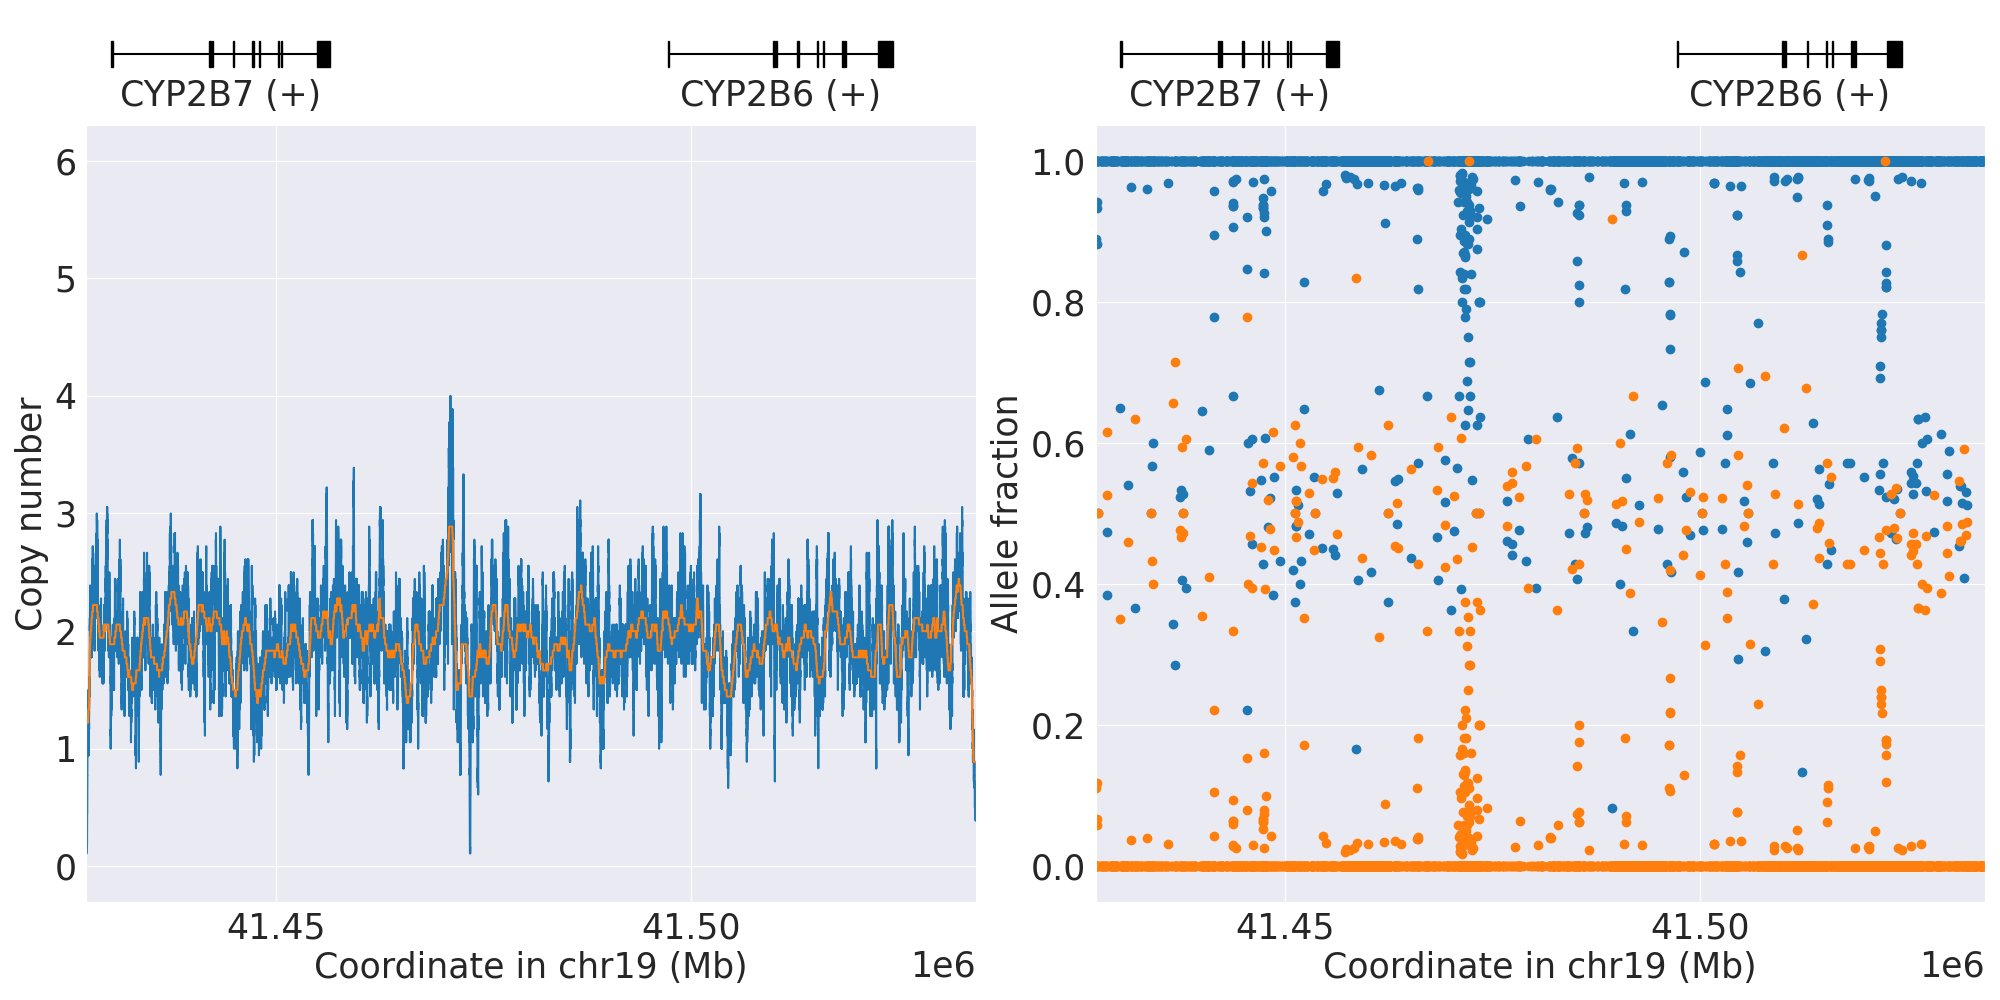 CYP2B7 (+) CYP2B6 (+)
6
5
4
3
2
1
0
Copy number
41.45 41.50
Coordinate in chr19 (Mb) 1e6
CYP2B7 (+) CYP2B6 (+)
1.0
0.8
0.6
0.4
0.2
0.0
Allele fraction
41.45 41.50
Coordinate in chr19 (Mb) 1e6